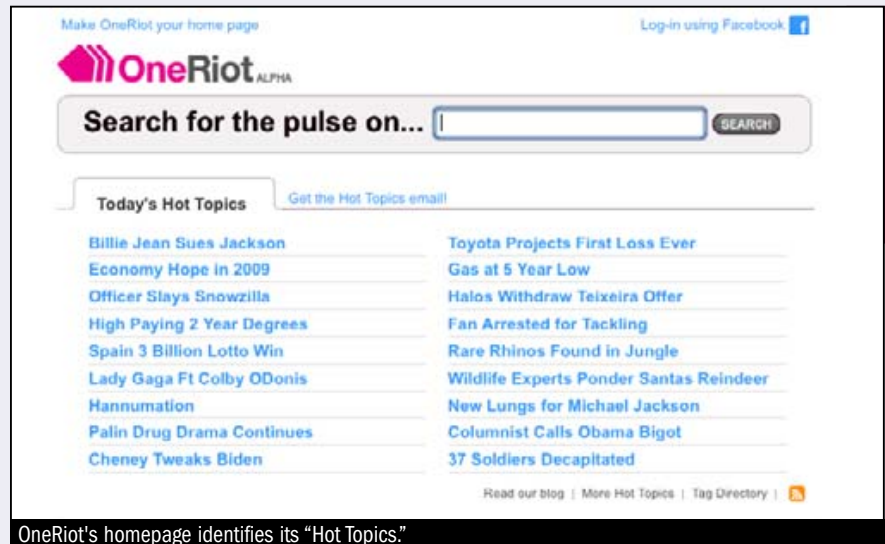 Make OneRiot your home page
Log-in using Facebook
OneRiot ALPHA
Search for the pulse on...
SEARCH
Today's Hot Topics
Get the Hot Topics email!
Billie Jean Sues Jackson
Economy Hope in 2009
Officer Slays Snowzilla
High Paying 2 Year Degrees
Spain 3 Billion Lotto Win
Lady Gaga Ft Colby ODonis
Hannumation
Palin Drug Drama Continues
Cheney Tweaks Biden
Toyota Projects First Loss Ever
Gas at 5 Year Low
Halos Withdraw Teixeira Offer
Fan Arrested for Tackling
Rare Rhinos Found in Jungle
Wildlife Experts Ponder Santas Reindeer
New Lungs for Michael Jackson
Columnist Calls Obama Bigot
37 Soldiers Decapitated
Read our blog | More Hot Topics | Tag Directory |
OneRiot's homepage identifies its “Hot Topics.”